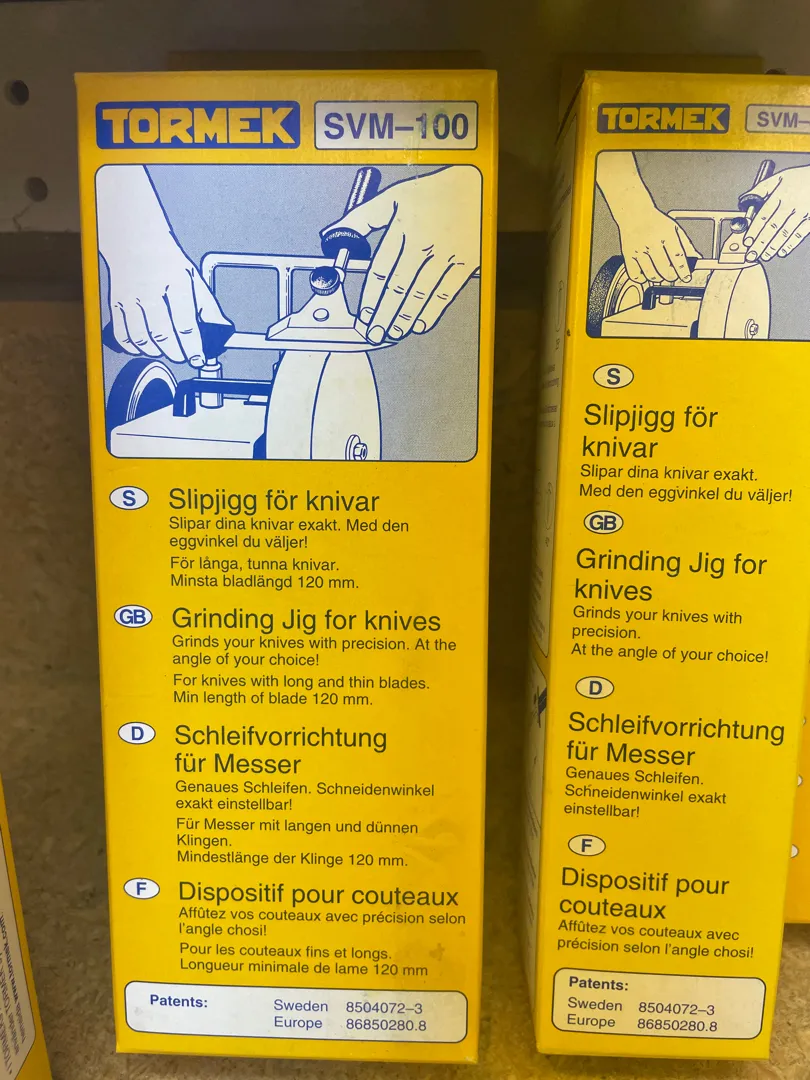 TORMEK SVM–100
S Slipjigg för knivar
Slipar dina knivar exakt. Med den
eggvinkel du väljer!
För långa, tunna knivar.
Minsta bladlängd 120 mm.
GB Grinding Jig for knives
Grinds your knives with precision. At the
angle of your choice!
For knives with long and thin blades.
Min length of blade 120 mm.
D Schleifvorrichtung
für Messer
Genaues Schleifen. Schneidenwinkel
exakt einstellbar!
Für Messer mit langen und dünnen
Klingen.
Mindestlänge der Klinge 120 mm.
F Dispositif pour couteaux
Affûtez vos couteaux avec précision selon
l'angle chosi!
Pour les couteaux fins et longs.
Longueur minimale de lame 120 mm
Patents: Sweden 8504072–3
Europe 86850280.8
TORMEK SVM–
S
Slipjigg för
knivar
Slipar dina knivar exakt.
Med den eggvinkel du väljer!
GB
Grinding Jig for
knives
Grinds your knives with
precision.
At the angle of your choice!
D
Schleifvorrichtung
für Messer
Genaues Schleifen.
Schneidenwinkel exakt
einstellbar!
F
Dispositif pour
couteaux
Affûtez vos couteaux avec
précision selon l'angle chosi!
Patents:
Sweden 8504072–3
Europe 86850280.8